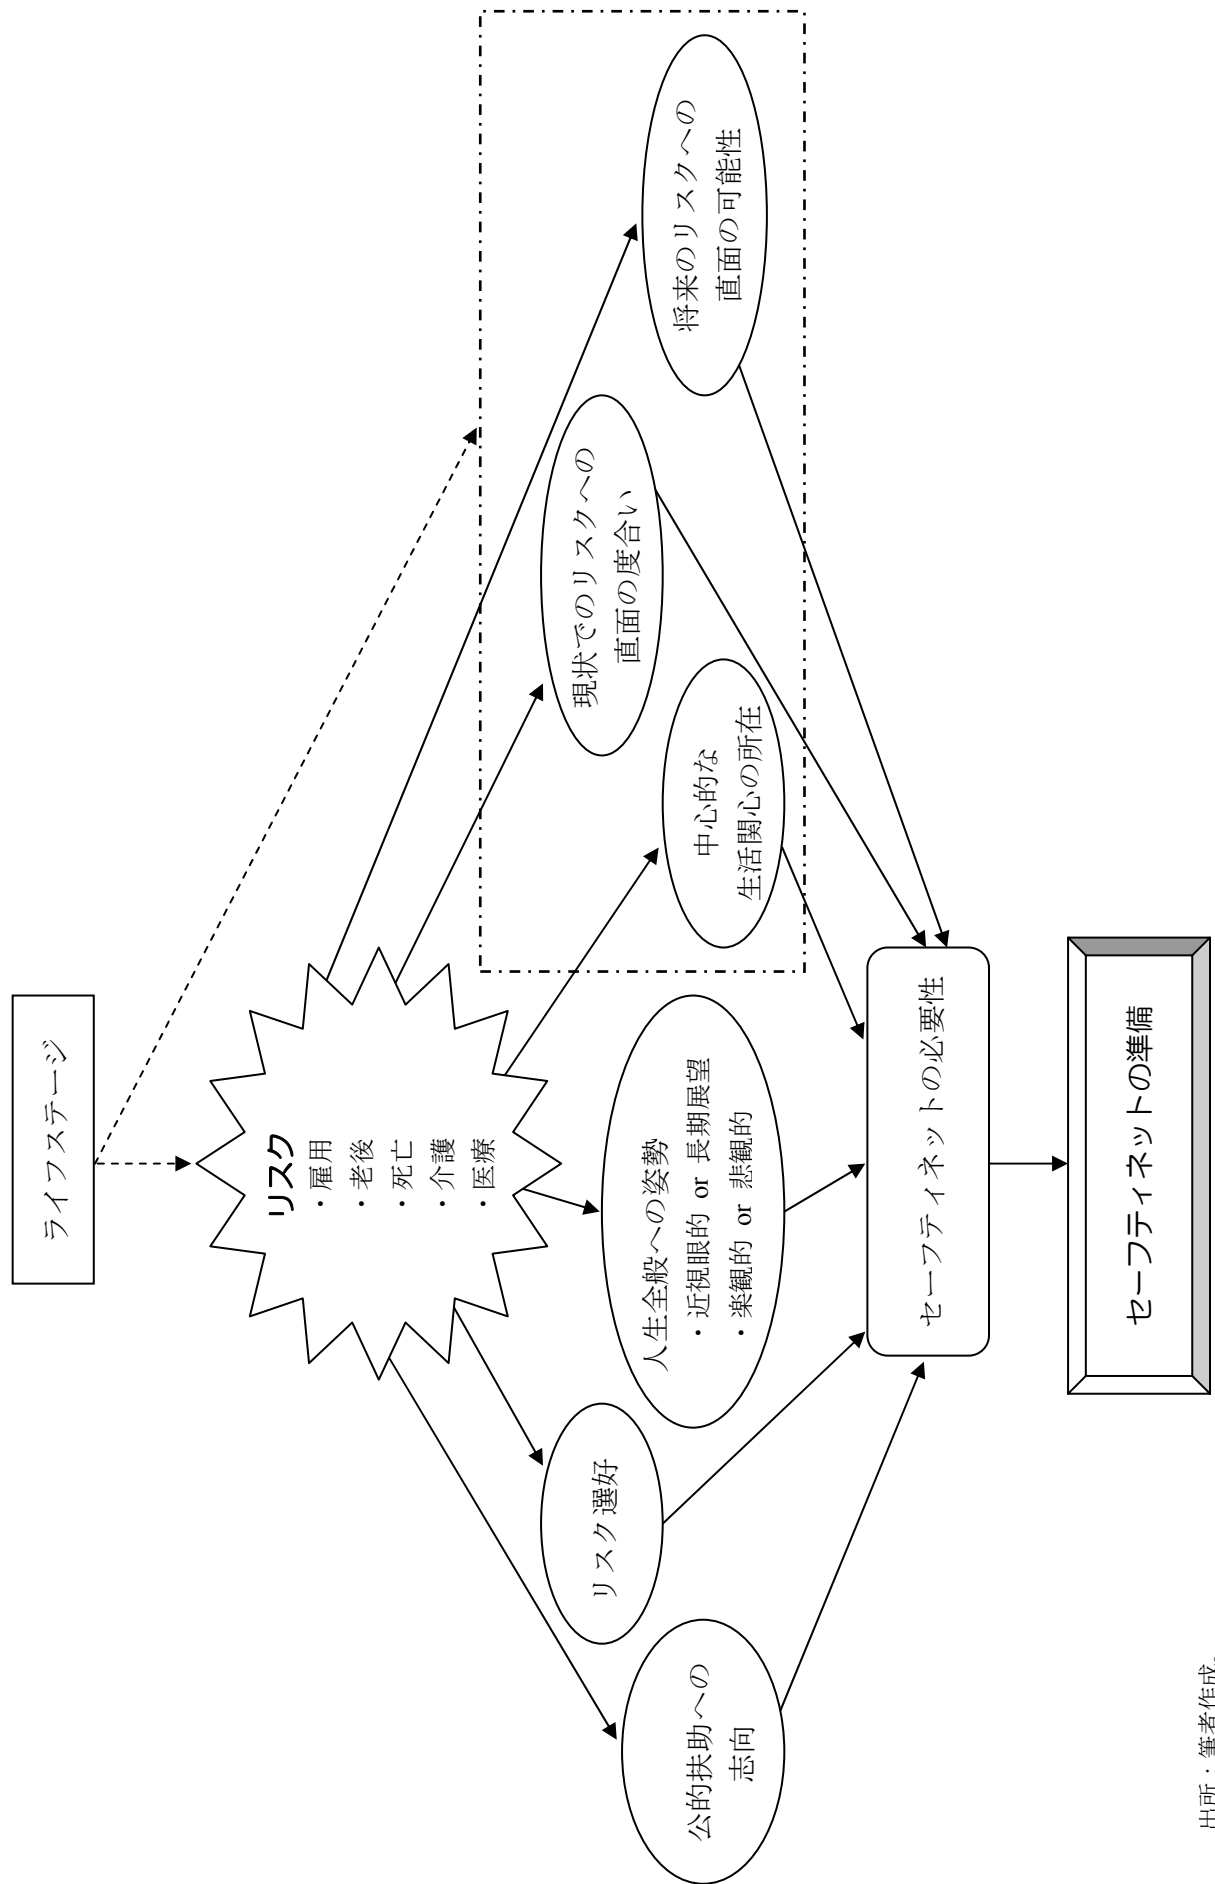 ライフステージ
リスク
・雇用
・老後
・死亡
・介護
・医療
公的扶助への
志向
リスク選好
人生全般への姿勢
・近視眼的 or 長期展望
・楽観的 or 悲観的
中心的な
生活関心の所在
現状でのリスクへの
直面の度合い
将来のリスクへの
直面の可能性
セーフティネットの必要性
セーフティネットの準備
出所：筆者作成。